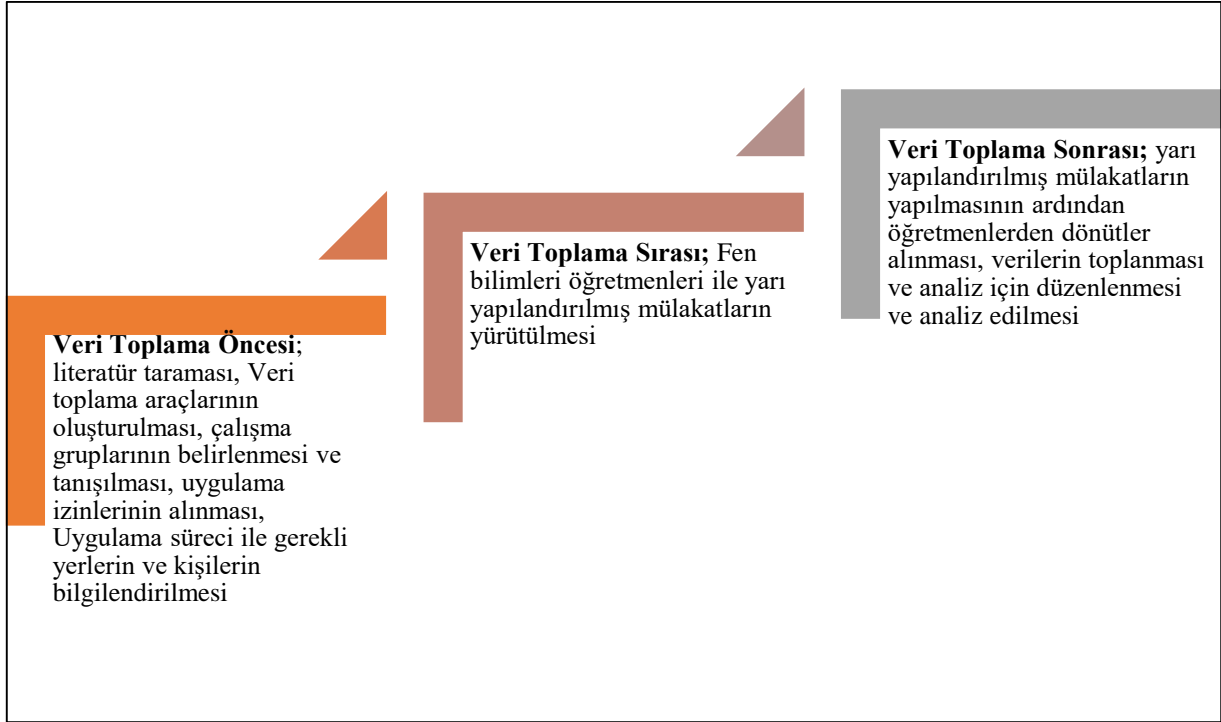 Veri Toplama Öncesi;
literatür taraması, Veri
toplama araçlarının
oluşturulması, çalışma
gruplarının belirlenmesi ve
tanışılması, uygulama
izinlerinin alınması,
Uygulama süreci ile gerekli
yerlerin ve kişilerin
bilgilendirilmesi
Veri Toplama Sırası; Fen
bilimleri öğretmenleri ile yarı
yapılandırılmış mülakatların
yürütülmesi
Veri Toplama Sonrası; yarı
yapılandırılmış mülakatların
yapılmasının ardından
öğretmenlerden dönütler
alınması, verilerin toplanması
ve analiz için düzenlenmesi
ve analiz edilmesi